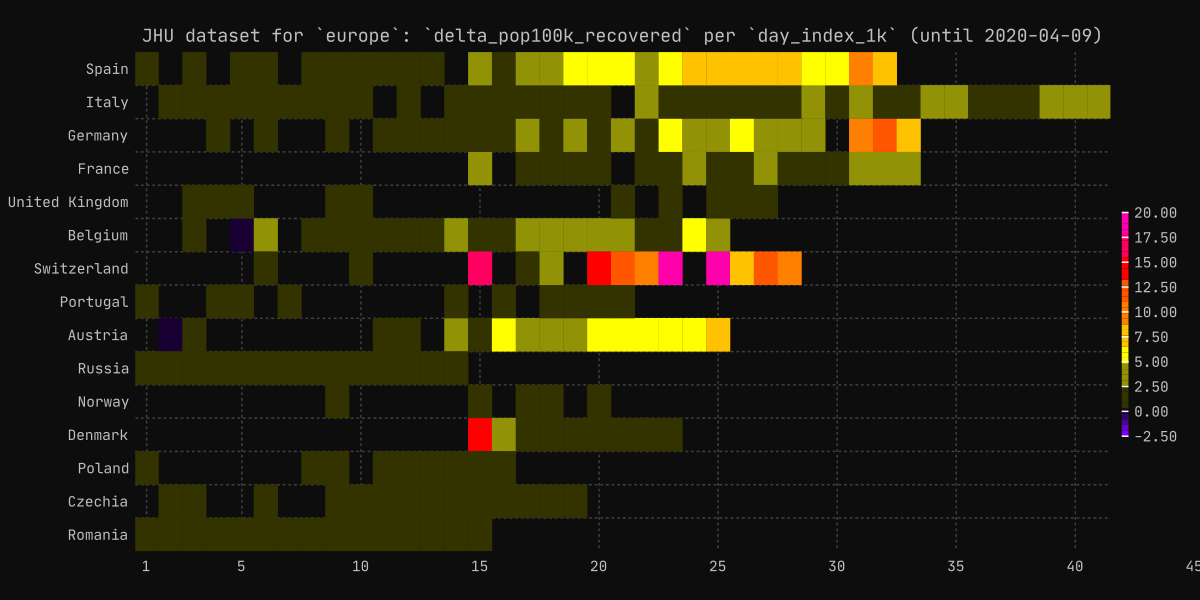 JHU dataset for `europe`: `delta_pop100k_recovered` per `day_index_1k` (until 2020-04-09)
Spain
Italy
Germany
France
United Kingdom
Belgium
Switzerland
Portugal
Austria
Russia
Norway
Denmark
Poland
Czechia
Romania
1 5 10 15 20 25 30 35 40 45
20.00
17.50
15.00
12.50
10.00
7.50
5.00
2.50
0.00
-2.50